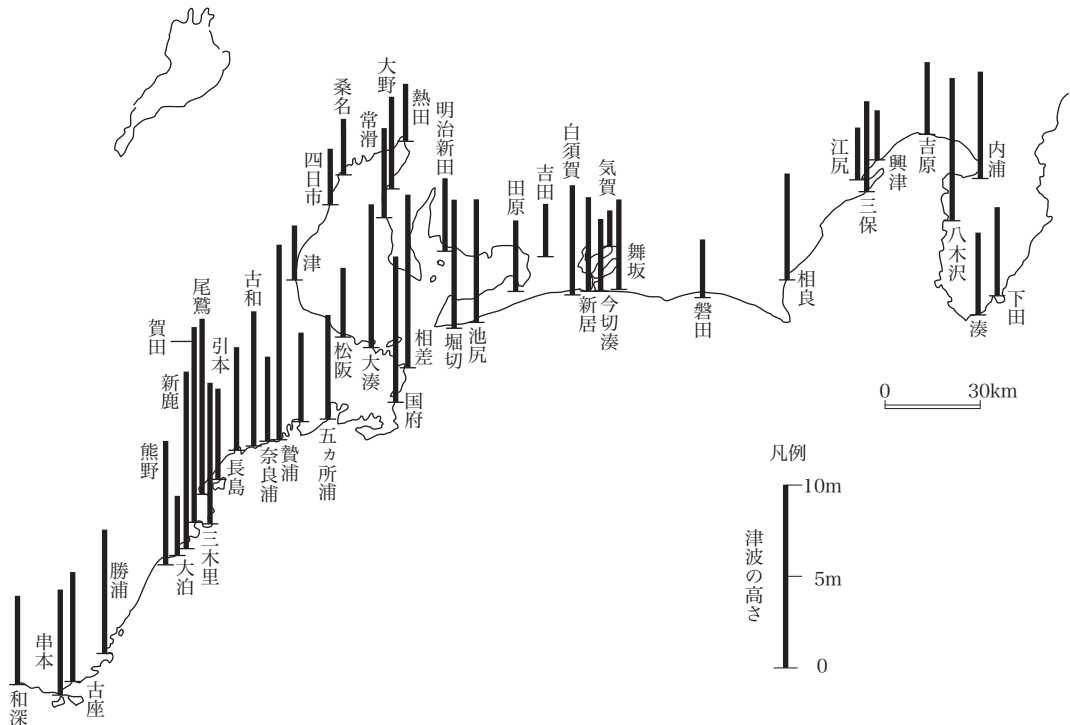 大野
桑名
熱田
常滑
明治新田
四日市
白須賀
気賀
吉田
田原
江尻
興津
吉原
内浦
三保
八木沢
津
古和
尾鷲
賀田
引本
新鹿
熊野
松阪
大湊
相差
堀切
池尻
新居
今切湊
舞坂
磐田
相良
湊
下田
国府
五ヵ所浦
贄浦
奈良浦
長島
三木里
大泊
勝浦
串本
古座
和深
0 30km
凡例
10m
津波の高さ
5m
0